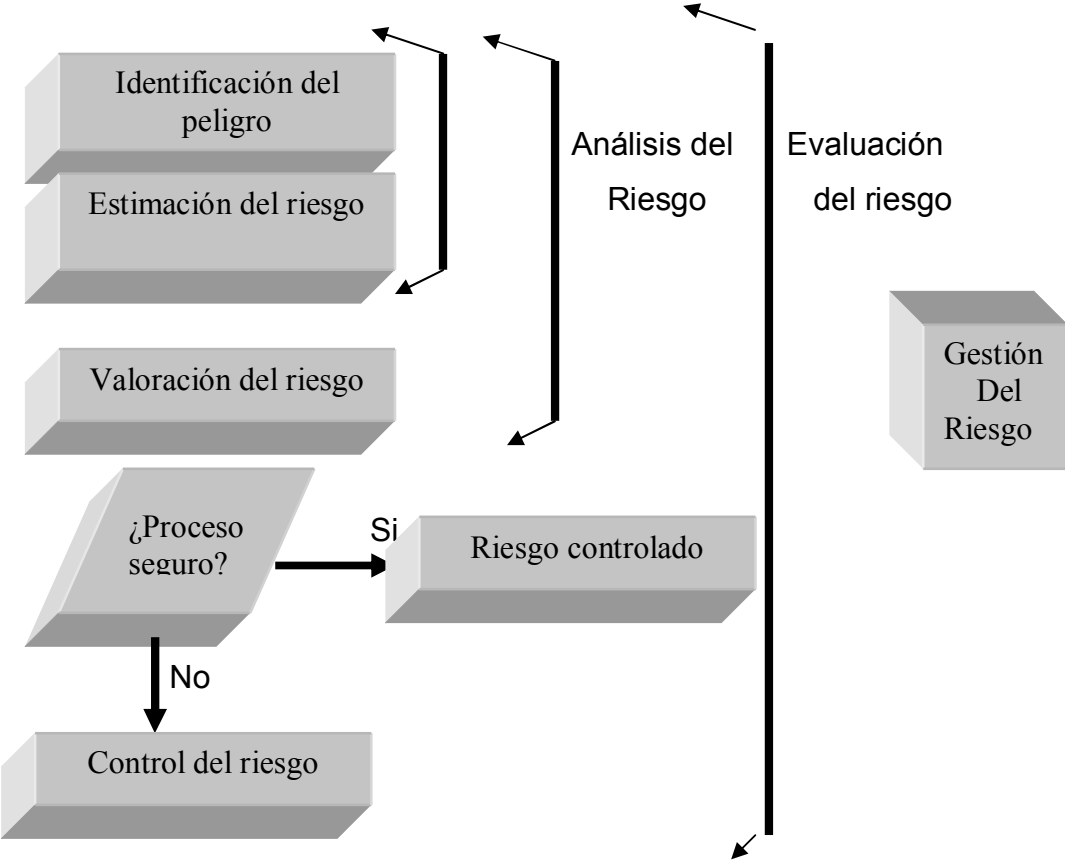 Identificación del
peligro
Estimación del riesgo
Análisis del
Riesgo
Evaluación
del riesgo
Valoración del riesgo
Gestión
Del
Riesgo
¿Proceso
seguro?
Si
Riesgo controlado
No
Control del riesgo